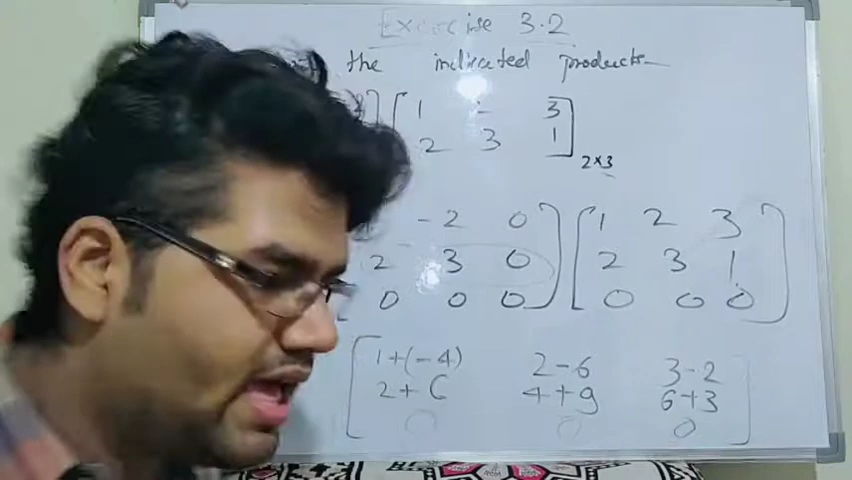 Exercise 3.2
the indicated products
1 3
2 3 1 2×3
-2 0 1 2 3
2 3 0 2 3 1
0 0 0 0 0 0
1+(-4) 2-6 3-2
2+6 4+9 6+3
0 0 0